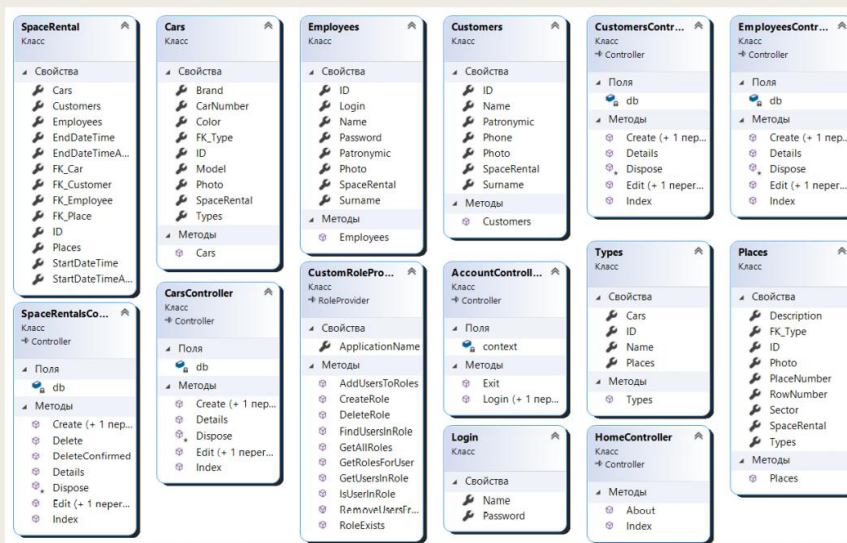 SpaceRental
Класс
Свойства
Cars
Customers
Employees
EndDateTime
EndDateTimeA...
FK_Car
FK_Customer
FK_Employee
FK_Place
ID
Places
StartDateTime
StartDateTimeA...
SpaceRentalsCo...
Класс
Controller
Поля
db
Методы
Create (+ 1 пер...
Delete
DeleteConfirmed
Details
Dispose
Edit (+ 1 перег...
Index
Cars
Класс
Свойства
Brand
CarNumber
Color
FK_Type
ID
Model
Photo
SpaceRental
Types
Методы
Cars
CarsController
Класс
Controller
Поля
db
Методы
Create (+ 1 пер...
Details
Dispose
Edit (+ 1 перег...
Index
Employees
Класс
Свойства
ID
Login
Name
Password
Patronymic
Photo
SpaceRental
Surname
Методы
Employees
CustomRolePro...
Класс
RoleProvider
Свойства
ApplicationName
Методы
AddUsersToRoles
CreateRole
DeleteRole
FindUsersInRole
GetAllRoles
GetRolesForUser
GetUsersInRole
IsUserInRole
RemoveUsersFr...
RoleExists
Customers
Класс
Свойства
ID
Name
Patronymic
Phone
Photo
SpaceRental
Surname
Методы
Customers
AccountControll...
Класс
Controller
Поля
context
Методы
Exit
Login (+ 1 пер...
Login
Класс
Свойства
Name
Password
CustomersContr...
Класс
Controller
Поля
db
Методы
Create (+ 1 пер...
Details
Dispose
Edit (+ 1 перег...
Index
Types
Класс
Свойства
Cars
ID
Name
Places
Методы
Types
HomeController
Класс
Controller
Методы
About
Index
EmployeesContr...
Класс
Controller
Поля
db
Методы
Create (+ 1 пер...
Details
Dispose
Edit (+ 1 перег...
Index
Places
Класс
Свойства
Description
FK_Type
ID
Photo
PlaceNumber
RowNumber
Sector
SpaceRental
Types
Методы
Places